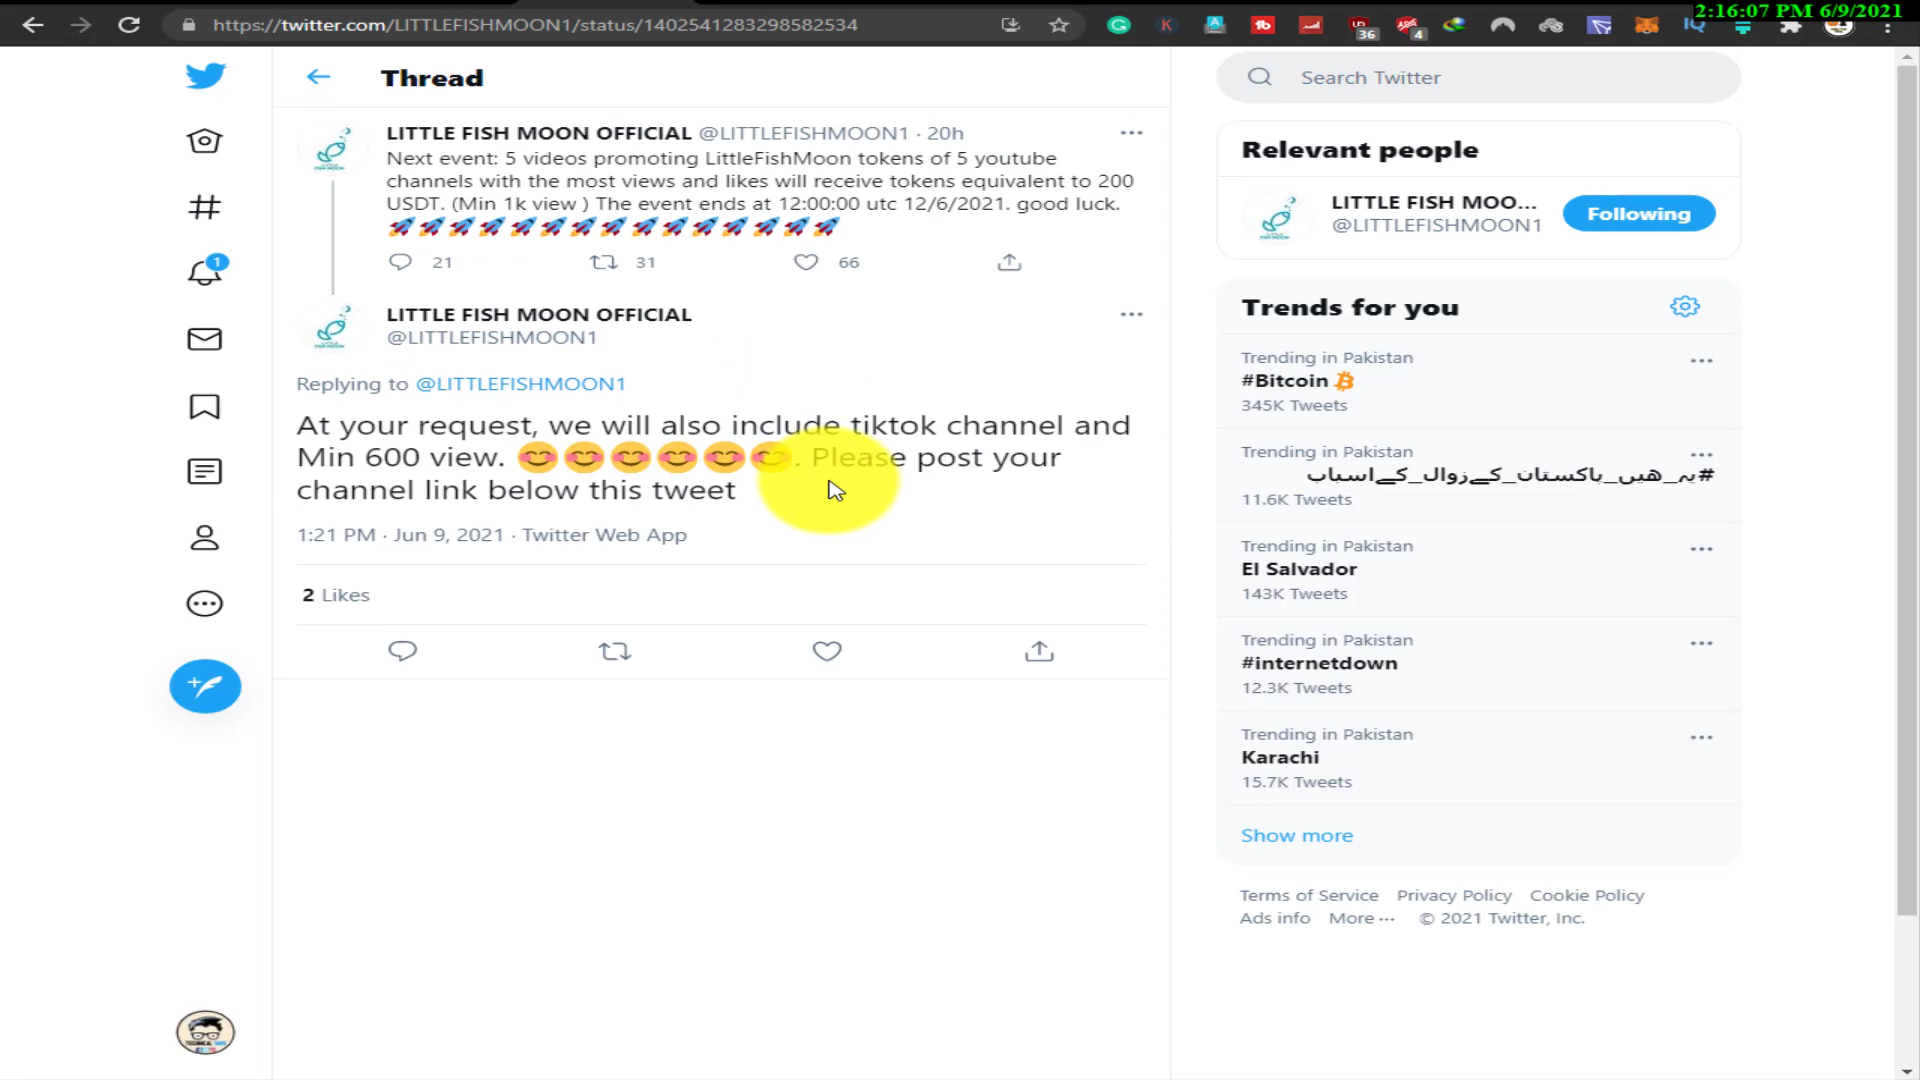 2:16:07 PM 6/9/2021
https://twitter.com/LITTLEFISHMOON1/status/1402541283298582534
36
4
Thread
LITTLE FISH MOON OFFICIAL @LITTLEFISHMOON1 · 20h
Next event: 5 videos promoting LittleFishMoon tokens of 5 youtube
channels with the most views and likes will receive tokens equivalent to 200
USDT. (Min 1k view ) The event ends at 12:00:00 utc 12/6/2021. good luck.
🚀🚀🚀🚀🚀🚀🚀🚀🚀🚀🚀🚀🚀🚀🚀
21
31
66
1
LITTLE FISH MOON OFFICIAL
@LITTLEFISHMOON1
Replying to @LITTLEFISHMOON1
At your request, we will also include tiktok channel and
Min 600 view. 😊😊😊😊😊😊. Please post your
channel link below this tweet
1:21 PM · Jun 9, 2021 · Twitter Web App
2 Likes
Search Twitter
Relevant people
LITTLE FISH MOO...
@LITTLEFISHMOON1
Following
Trends for you
Trending in Pakistan
#Bitcoin
345K Tweets
Trending in Pakistan
#یہ_ھیں_پاکستان_کےزوال_کےاسباب
11.6K Tweets
Trending in Pakistan
El Salvador
143K Tweets
Trending in Pakistan
#internetdown
12.3K Tweets
Trending in Pakistan
Karachi
15.7K Tweets
Show more
Terms of Service Privacy Policy Cookie Policy
Ads info More ··· © 2021 Twitter, Inc.